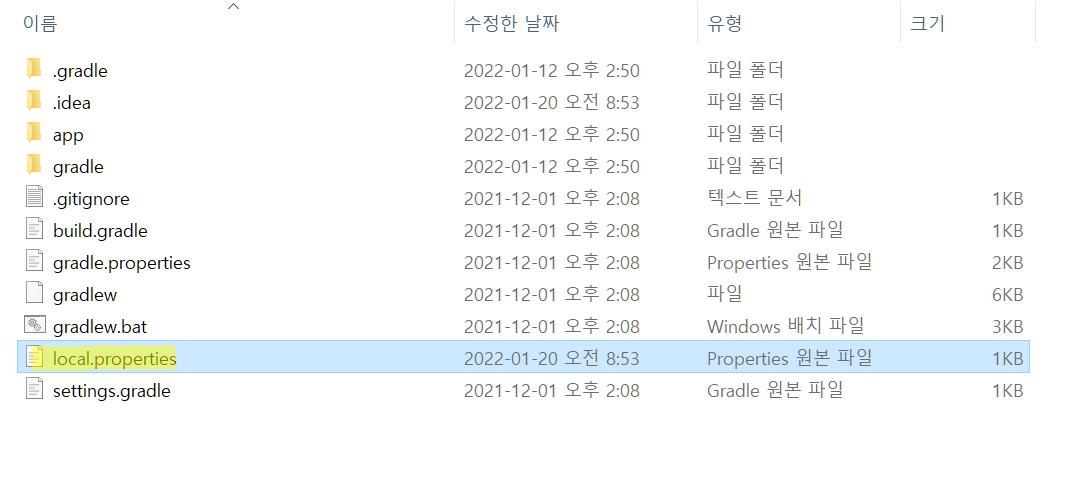 이름 수정한 날짜 유형 크기
.gradle 2022-01-12 오후 2:50 파일 폴더
.idea 2022-01-20 오전 8:53 파일 폴더
app 2022-01-12 오후 2:50 파일 폴더
gradle 2022-01-12 오후 2:50 파일 폴더
.gitignore 2021-12-01 오후 2:08 텍스트 문서 1KB
build.gradle 2021-12-01 오후 2:08 Gradle 원본 파일 1KB
gradle.properties 2021-12-01 오후 2:08 Properties 원본 파일 2KB
gradlew 2021-12-01 오후 2:08 파일 6KB
gradlew.bat 2021-12-01 오후 2:08 Windows 배치 파일 3KB
local.properties 2022-01-20 오전 8:53 Properties 원본 파일 1KB
settings.gradle 2021-12-01 오후 2:08 Gradle 원본 파일 1KB